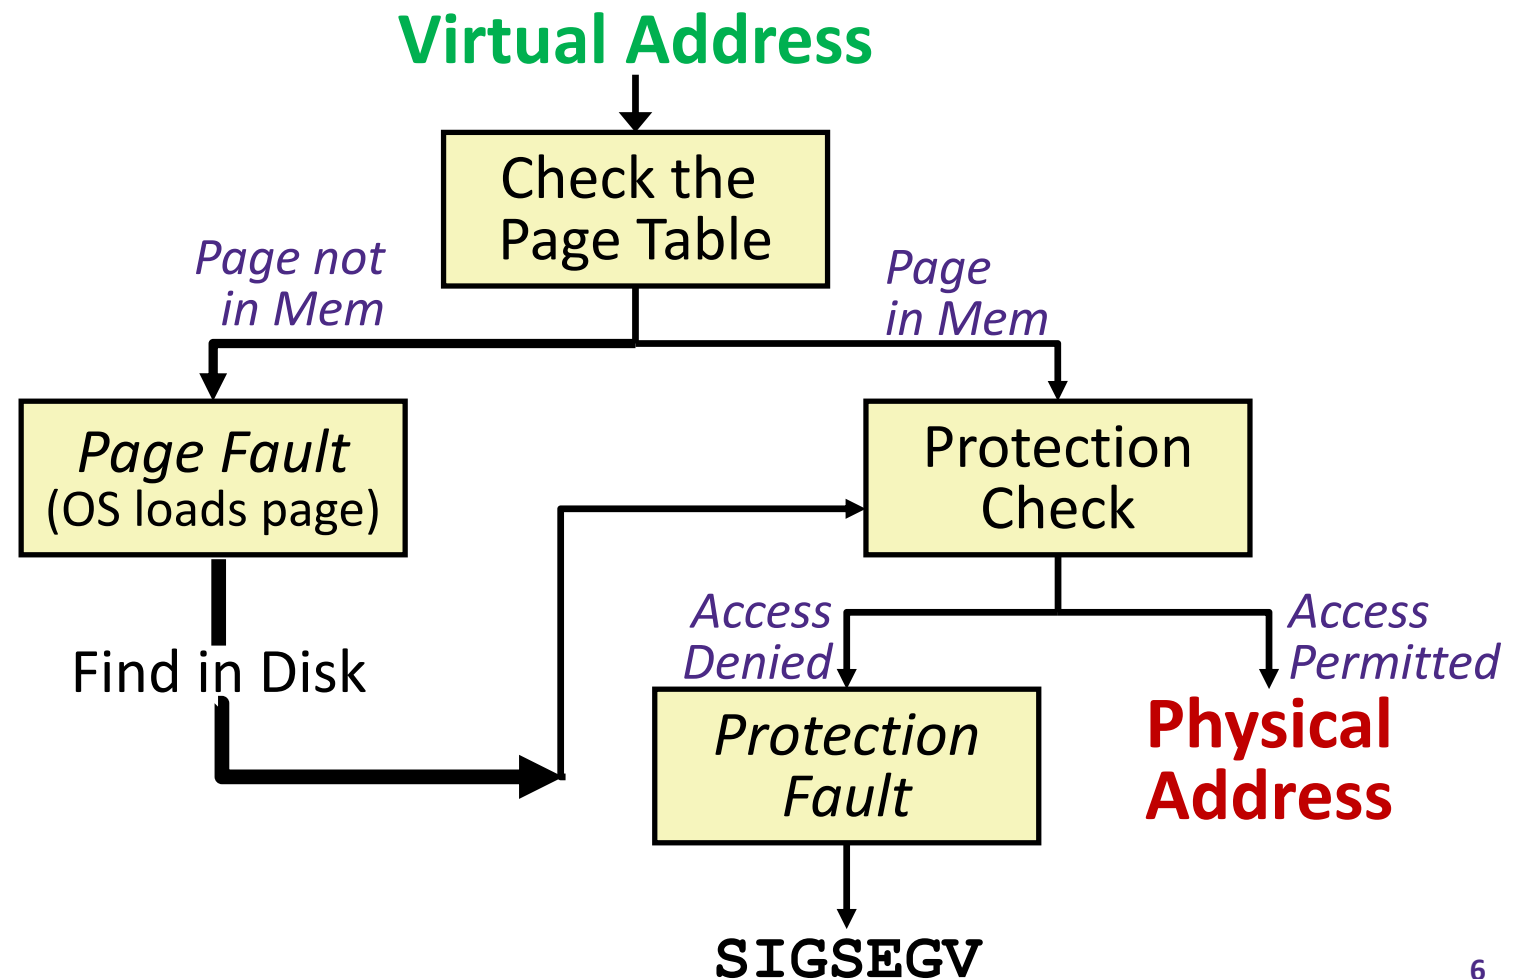 Virtual Address
Check the
Page Table
Page not
in Mem
Page
in Mem
Page Fault
(OS loads page)
Protection
Check
Find in Disk
Access
Denied
Access
Permitted
Protection
Fault
Physical
Address
SIGSEGV
6